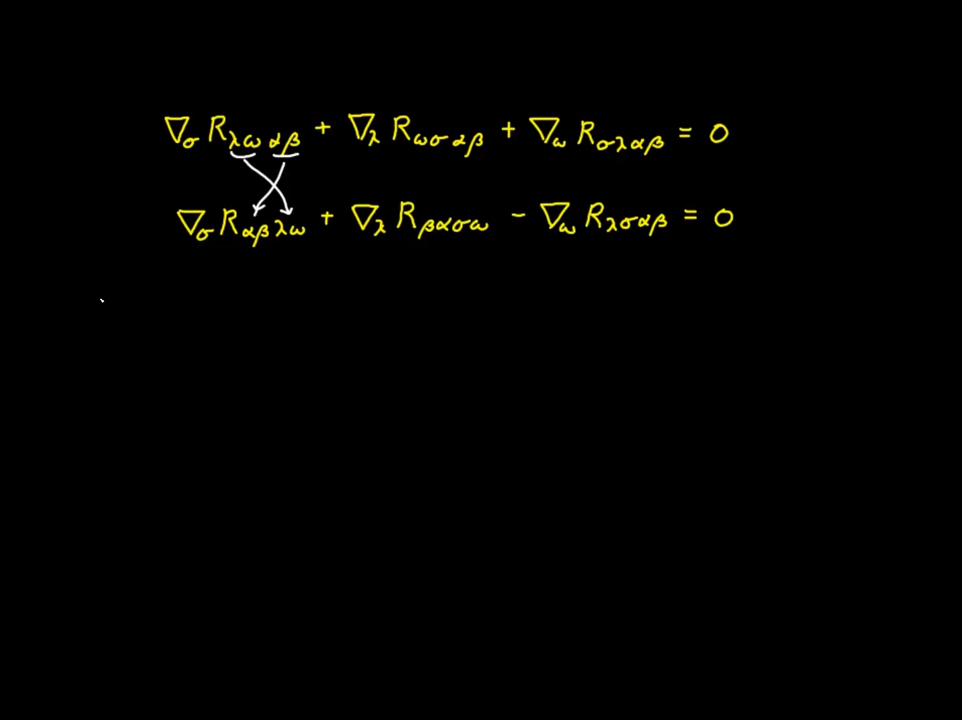 ∇σ Rλωαβ + ∇λ Rωσαβ + ∇ω Rσλαβ = 0
∇σ Rαβλω + ∇λ Rβασω - ∇ω Rλσαβ = 0